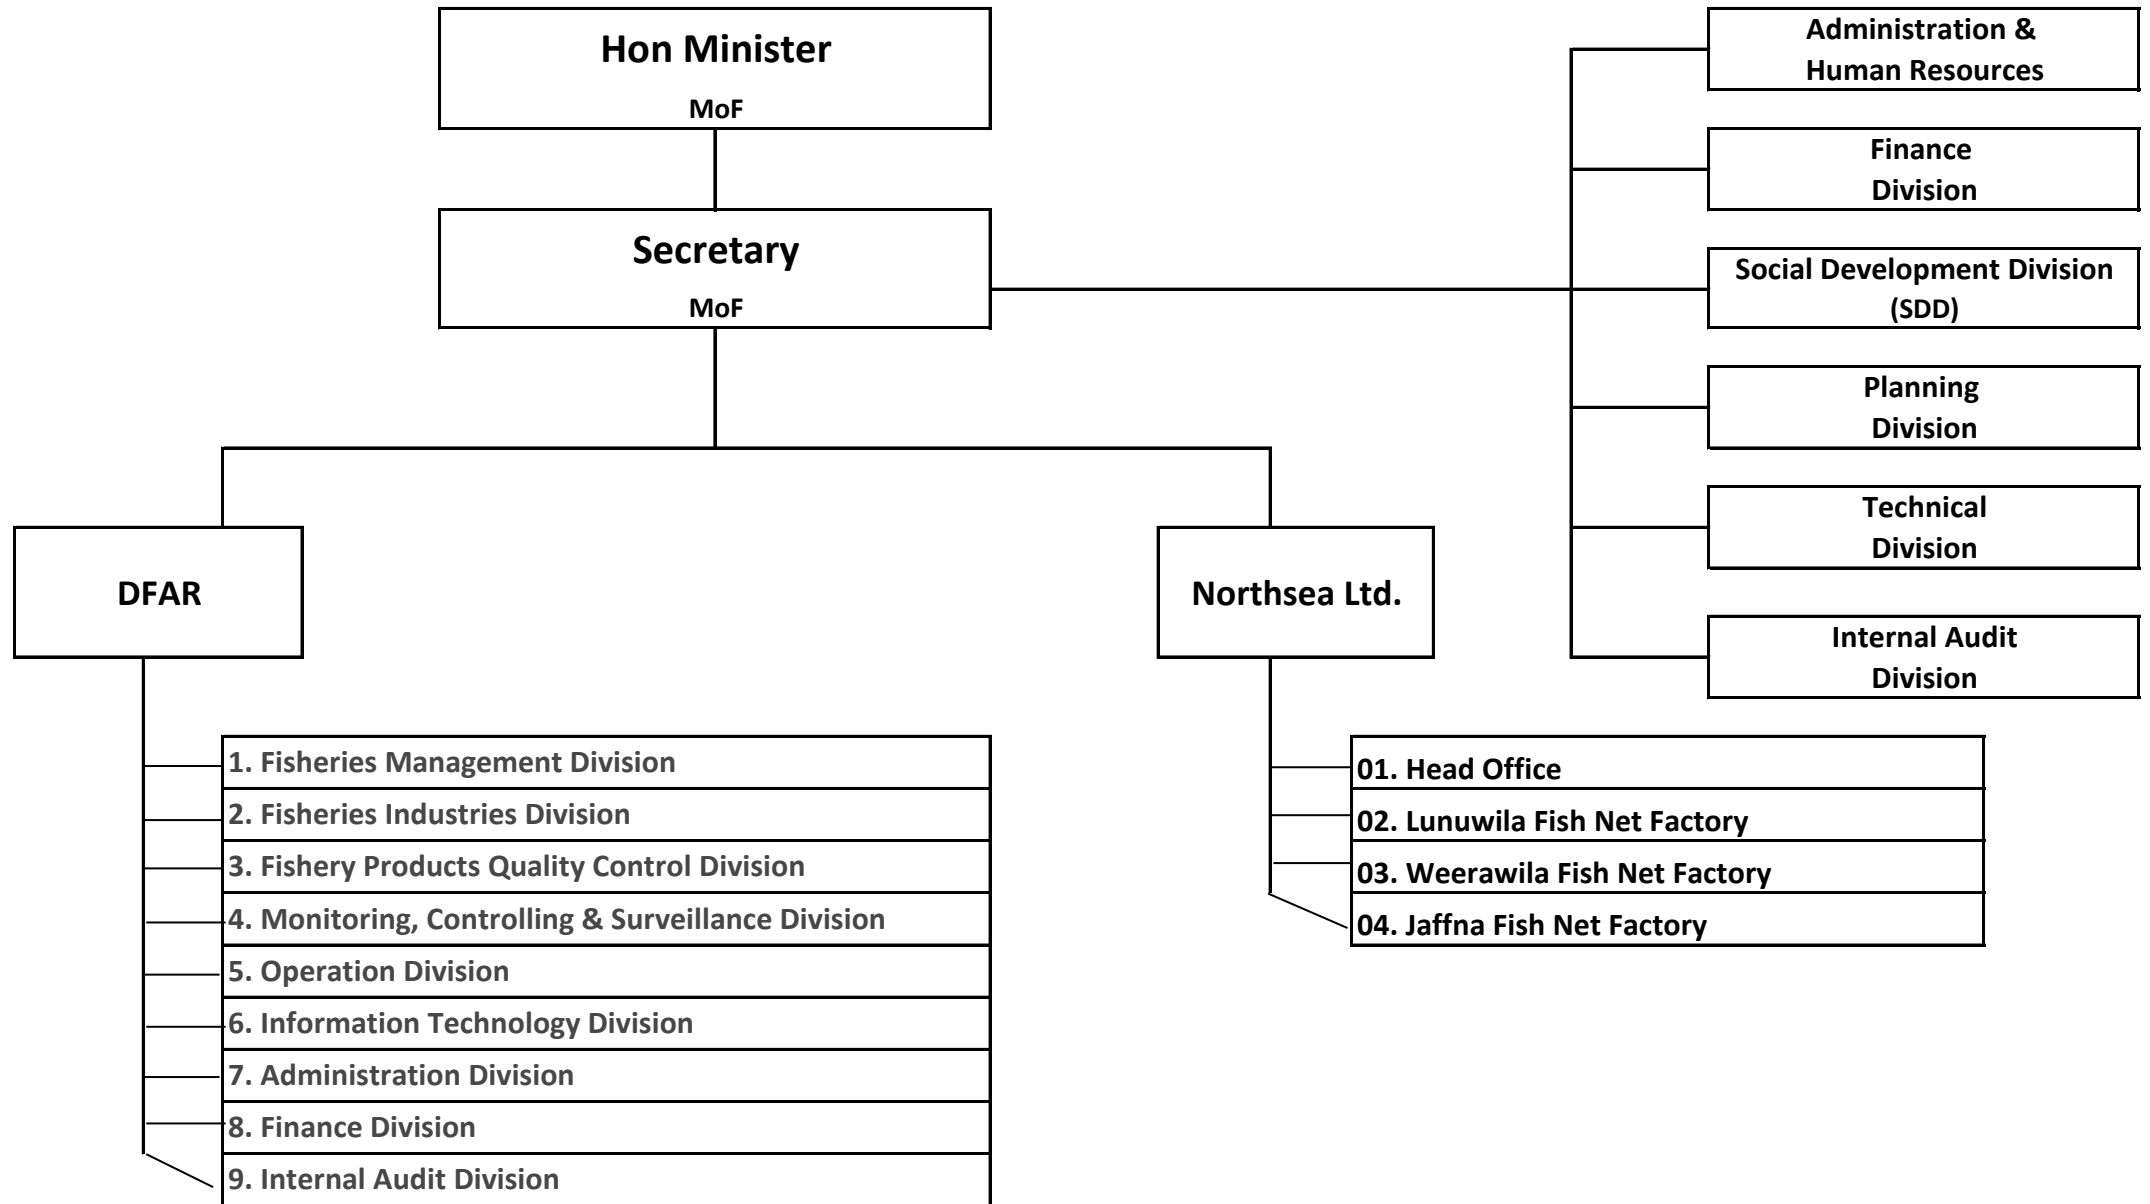 Hon Minister
MoF
Secretary
MoF
Administration &
Human Resources
Finance
Division
Social Development Division
(SDD)
Planning
Division
Technical
Division
Internal Audit
Division
DFAR
1. Fisheries Management Division
2. Fisheries Industries Division
3. Fishery Products Quality Control Division
4. Monitoring, Controlling & Surveillance Division
5. Operation Division
6. Information Technology Division
7. Administration Division
8. Finance Division
9. Internal Audit Division
Northsea Ltd.
01. Head Office
02. Lunuwila Fish Net Factory
03. Weerawila Fish Net Factory
04. Jaffna Fish Net Factory